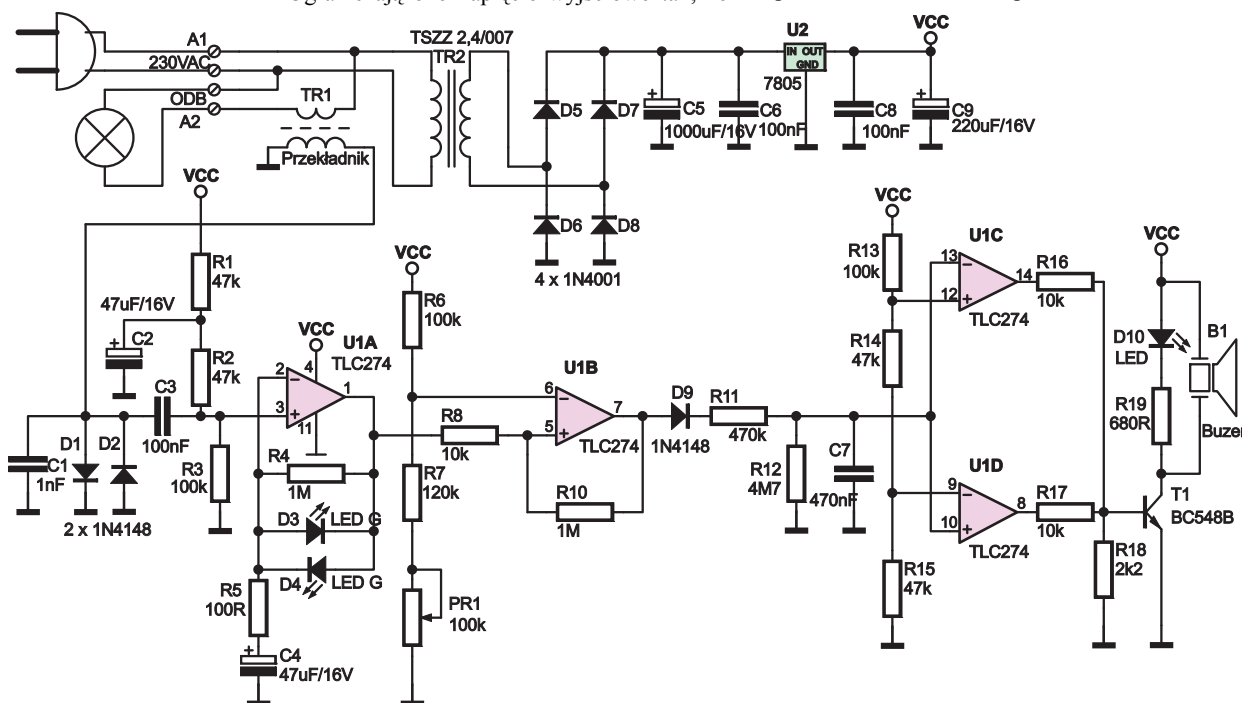 A1
230VAC
ODB
A2
TR1
Przekładnik
TSZZ 2,4/007
TR2
D5
D7
D6
D8
4 x 1N4001
C5
1000uF/16V
C6
100nF
U2
IN OUT
GND
7805
C8
100nF
VCC
C9
220uF/16V
VCC
R1
47k
47uF/16V
+
C2
R2
47k
C3
100nF
C1
1nF
D1
D2
2 x 1N4148
R3
100k
VCC
U1A
TLC274
2
4
1
3
11
R4
1M
D3
LED G
D4
LED G
R5
100R
+
C4
47uF/16V
VCC
R6
100k
R8
10k
R7
120k
PR1
100k
U1B
6
7
5
TLC274
R10
1M
D9
1N4148
R11
470k
R12
4M7
C7
470nF
VCC
R13
100k
R14
47k
R15
47k
U1C
13
14
12
TLC274
R16
10k
U1D
9
8
10
TLC274
R17
10k
R18
2k2
VCC
D10
LED
R19
680R
B1
Buzer
T1
BC548B